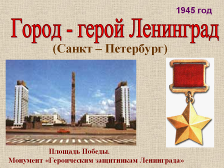 1945 год
Город - герой Ленинград
(Санкт – Петербург)
Площадь Победы.
Монумент «Героическим защитникам Ленинграда»